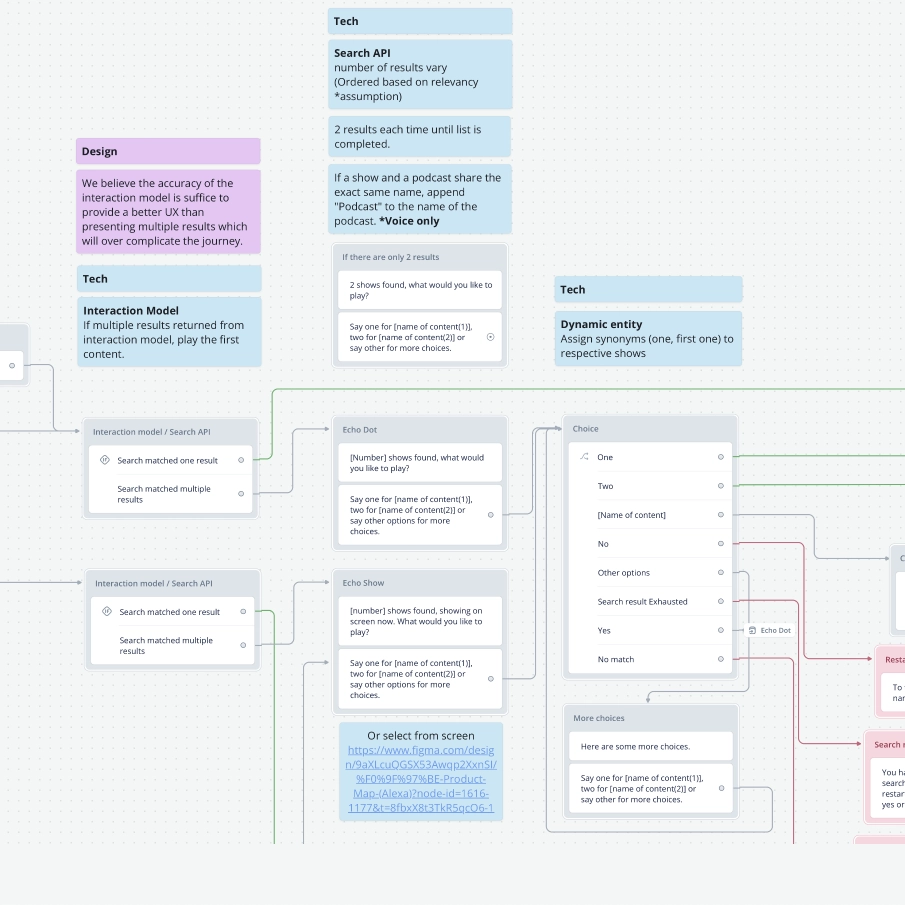 Tech
Search API
number of results vary
(Ordered based on relevancy
*assumption)
2 results each time until list is
completed.
If a show and a podcast share the
exact same name, append
"Podcast" to the name of the
podcast. *Voice only
Design
We believe the accuracy of the
interaction model is suffice to
provide a better UX than
presenting multiple results which
will over complicate the journey.
Tech
Interaction Model
If multiple results returned from
interaction model, play the first
content.
If there are only 2 results
2 shows found, what would you like to
play?
Say one for [name of content(1)],
two for [name of content(2)] or
say other for more choices.
Tech
Dynamic entity
Assign synonyms (one, first one) to
respective shows
Interaction model / Search API
Search matched one result
Search matched multiple
results
Echo Dot
[Number] shows found, what would
you like to play?
Say one for [name of content(1)],
two for [name of content(2)] or
say other options for more
choices.
Choice
One
Two
[Name of content]
No
Other options
Search result Exhausted
Yes
No match
Echo Dot
Interaction model / Search API
Search matched one result
Search matched multiple
results
Echo Show
[number] shows found, showing on
screen now. What would you like to
play?
Say one for [name of content(1)],
two for [name of content(2)] or
say other options for more
choices.
Or select from screen
https://www.figma.com/desig
n/9aXLcuQGSX53Awqp2XxnSI/
%F0%9F%97%BE-Product-
Map-(Alexa)?node-id=1616-
1177&t=8fbxX8t3TkR5qcO6-1
More choices
Here are some more choices.
Say one for [name of content(1)],
two for [name of content(2)] or
say other for more choices.
C
Resta
To
nar
Search r
You ha
search
restar
yes or